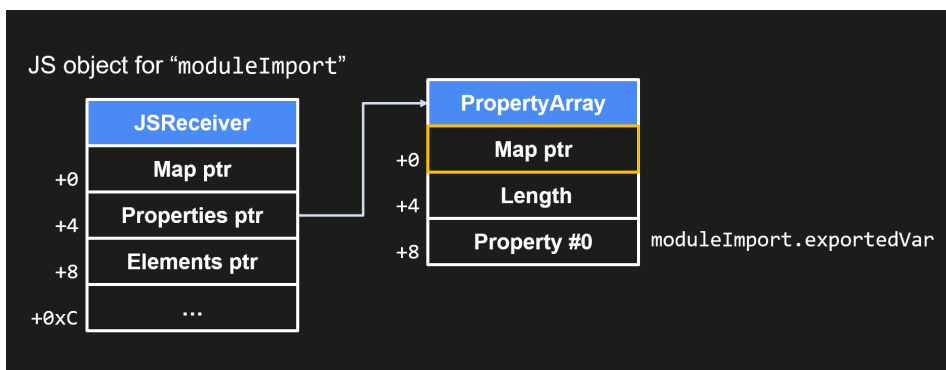 JS object for “moduleImport”
JSReceiver
+0 Map ptr
+4 Properties ptr
+8 Elements ptr
+0xC ...
PropertyArray
+0 Map ptr
+4 Length
+8 Property #0 moduleImport.exportedVar